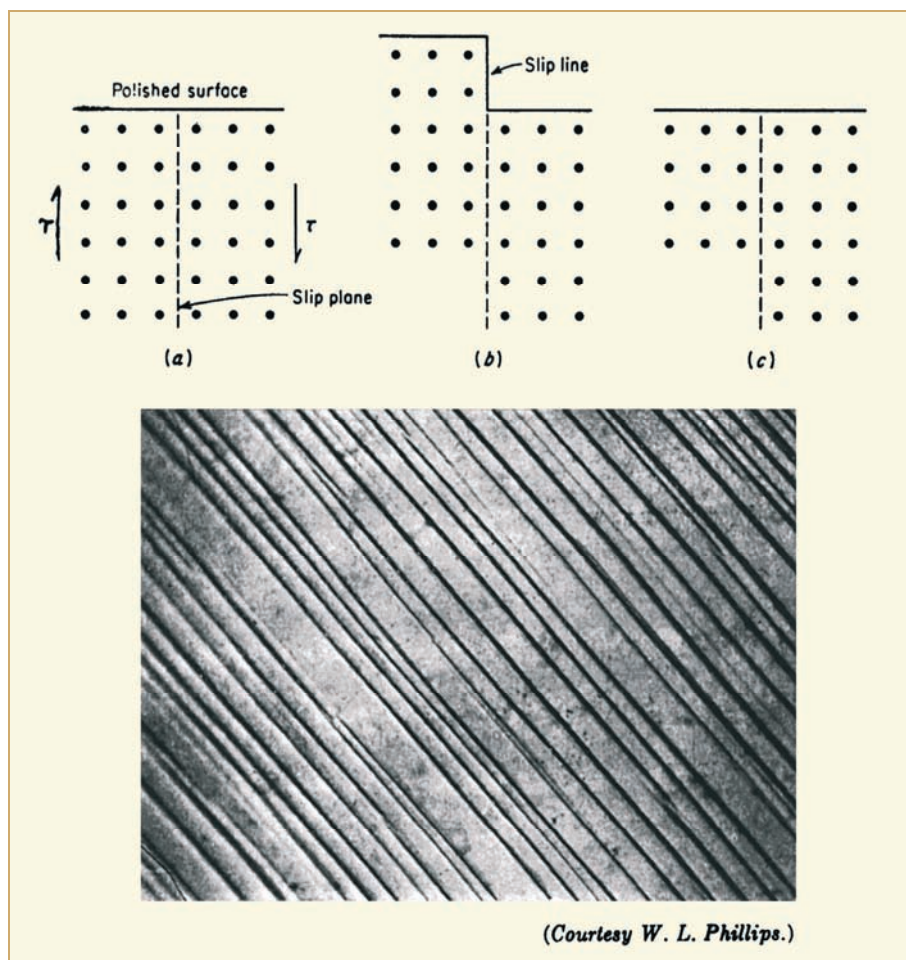 Polished surface
Slip line
τ
τ
Slip plane
(a)
(b)
(c)
(Courtesy W. L. Phillips.)